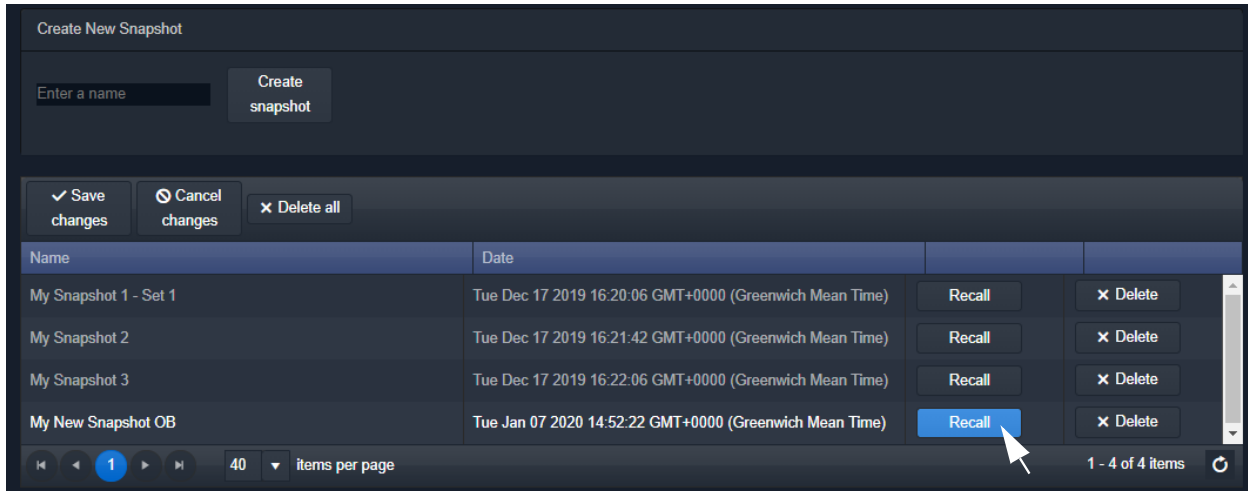 Create New Snapshot
Enter a name
Create
snapshot
Save
changes
Cancel
changes
Delete all
Name Date
My Snapshot 1 - Set 1 Tue Dec 17 2019 16:20:06 GMT+0000 (Greenwich Mean Time) Recall Delete
My Snapshot 2 Tue Dec 17 2019 16:21:42 GMT+0000 (Greenwich Mean Time) Recall Delete
My Snapshot 3 Tue Dec 17 2019 16:22:06 GMT+0000 (Greenwich Mean Time) Recall Delete
My New Snapshot OB Tue Jan 07 2020 14:52:22 GMT+0000 (Greenwich Mean Time) Recall Delete
1 40 items per page 1 - 4 of 4 items